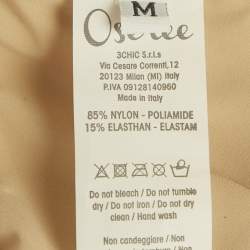 M
Oséree
3CHIC S.r.l.s
Via Cesare Correnti,12
20123 Milan (MI) Italy
P.IVA 09128140960
Made in Italy
85% NYLON - POLIAMIDE
15% ELASTHAN - ELASTAM
Do not bleach / Do not tumble
dry / Do not iron / Do not dry
clean / Hand wash
Non candeggiare / Non